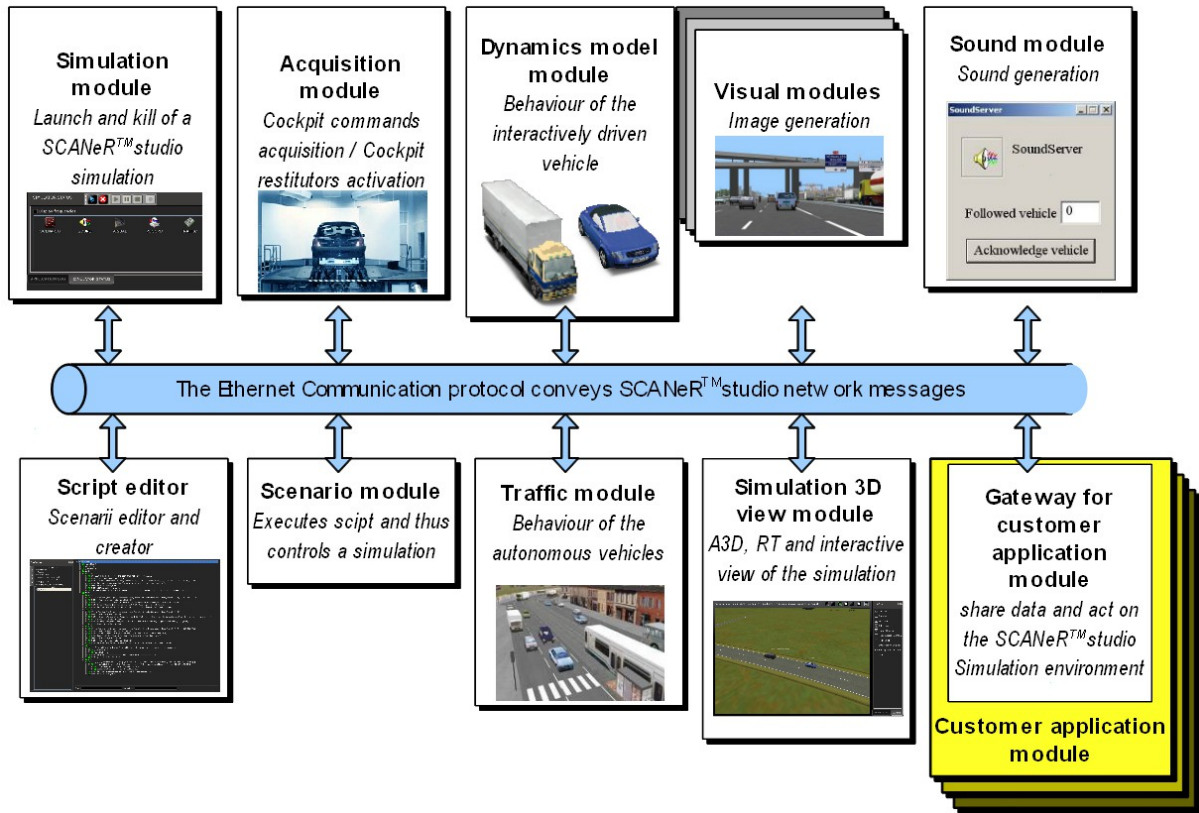 Simulation
module
Launch and kill of a
SCANeR™studio
simulation
Acquisition
module
Cockpit commands
acquisition / Cockpit
restitutors activation
Dynamics model
module
Behaviour of the
interactively driven
vehicle
Visual modules
Image generation
Sound module
Sound generation
SoundServer
SoundServer
Followed vehicle 0
Acknowledge vehicle
The Ethernet Communication protocol conveys SCANeR™studio network messages
Script editor
Scenarii editor and
creator
Scenario module
Executes scipt and thus
controls a simulation
Traffic module
Behaviour of the
autonomous vehicles
Simulation 3D
view module
A3D, RT and interactive
view of the simulation
Gateway for
customer
application
module
share data and act on
the SCANeR™studio
Simulation environment
Customer application
module